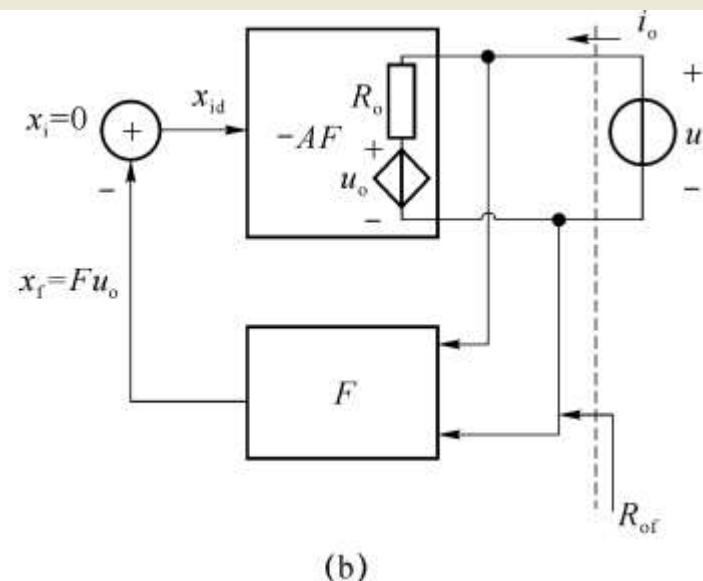 i_o
x_i=0
+
x_id
-
-AF
R_o
+
u_o
-
+
u
-
x_f=Fu_o
F
R_of
(b)